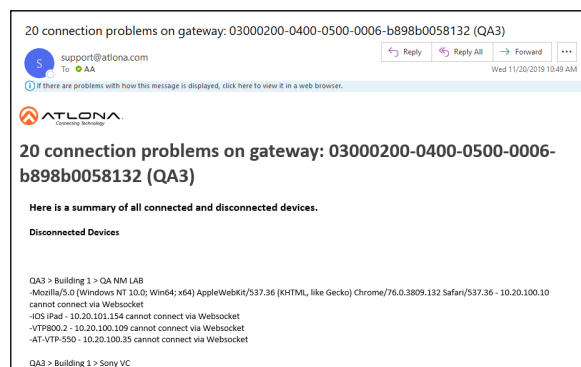 20 connection problems on gateway: 03000200-0400-0500-0006-b898b0058132 (QA3)
S
support@atlona.com
To AA
Reply
Reply All
Forward
Wed 11/20/2019 10:49 AM
If there are problems with how this message is displayed, click here to view it in a web browser.
ATLONA.
Connecting Technology
20 connection problems on gateway: 03000200-0400-0500-0006-
b898b0058132 (QA3)
Here is a summary of all connected and disconnected devices.
Disconnected Devices
QA3 > Building 1 > QA NM LAB
-Mozilla/5.0 (Windows NT 10.0; Win64; x64) AppleWebKit/537.36 (KHTML, like Gecko) Chrome/76.0.3809.132 Safari/537.36 - 10.20.100.10
cannot connect via Websocket
-IOS iPad - 10.20.101.154 cannot connect via Websocket
-VTP800.2 - 10.20.100.109 cannot connect via Websocket
-AT-VTP-550 - 10.20.100.35 cannot connect via Websocket
QA3 > Building 1 > Sony VC